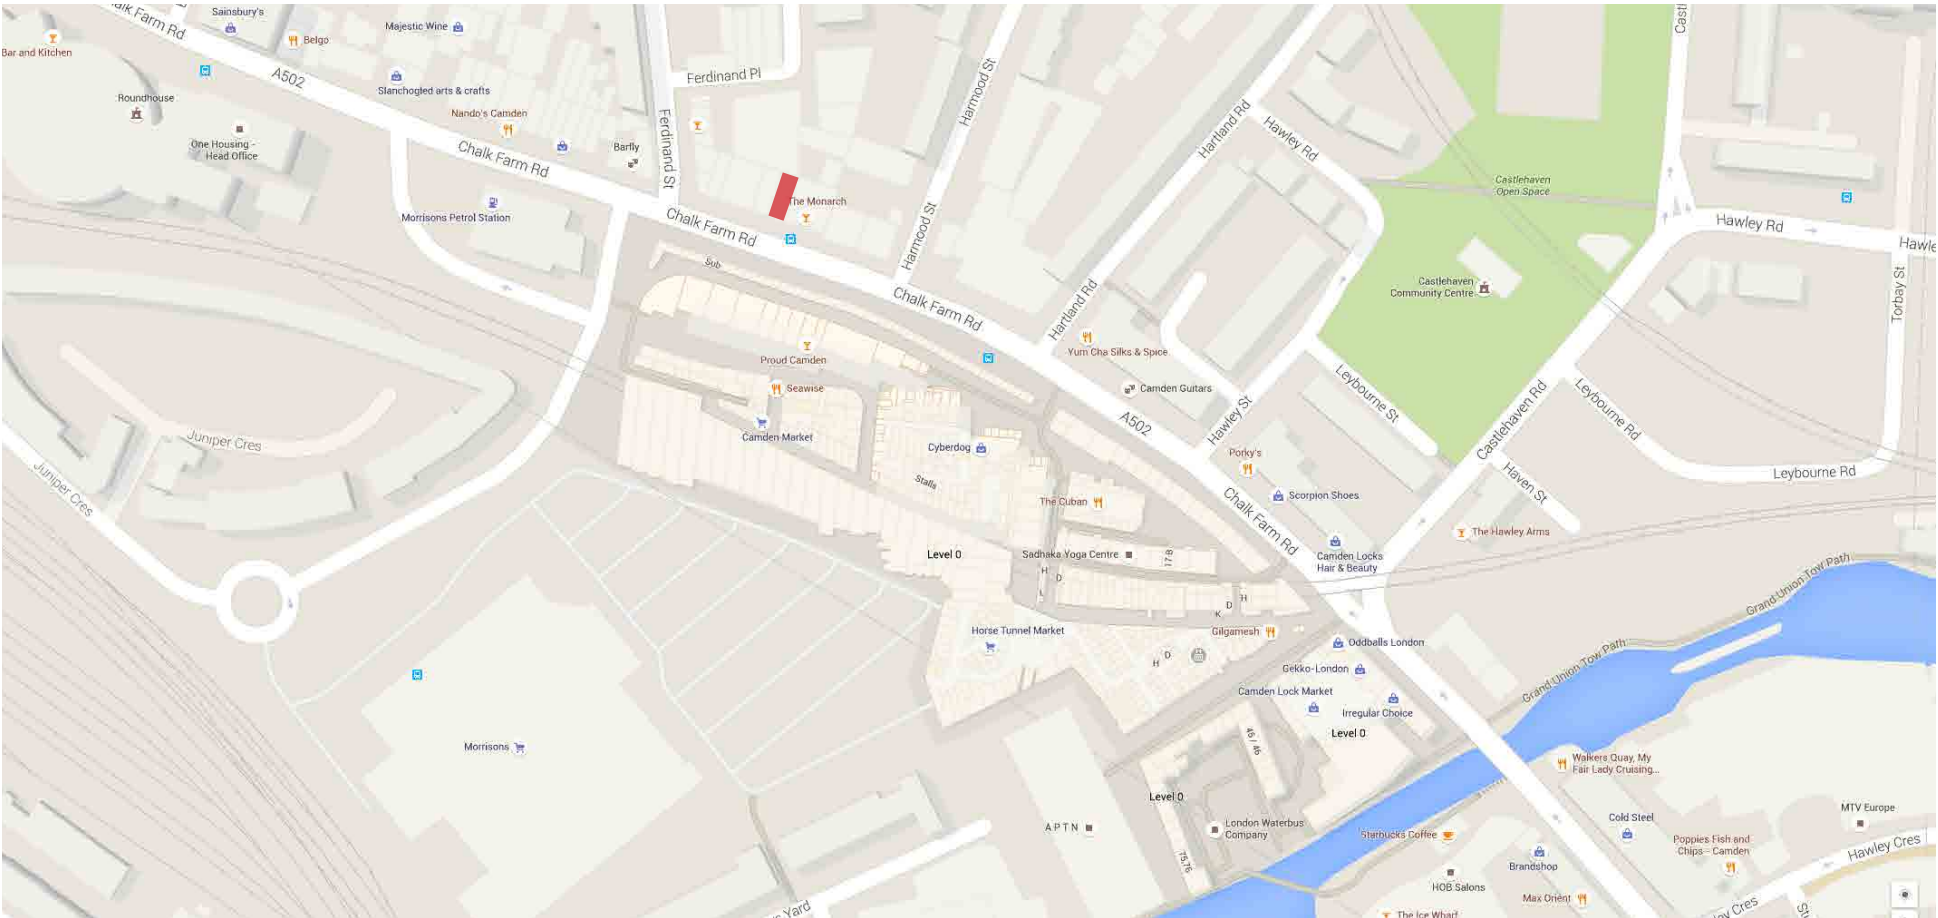 Chalk Farm Rd
Sainsbury's
Majestic Wine
Belgo
Bar and Kitchen
A502
Slanchogled arts & crafts
Ferdinand Pl
Harmood St
Roundhouse
Nando's Camden
One Housing -
Head Office
Barfly
Ferdinand St
Chalk Farm Rd
Hartland Rd
Hawley Rd
Castlehaven
Open Space
Morrisons Petrol Station
The Monarch
Chalk Farm Rd
Harmood St
Hawley Rd
Sub
Castlehaven
Community Centre
Torbay St
Chalk Farm Rd
Hartland Rd
Proud Camden
Yum Cha Silks & Spice
Seawise
Camden Guitars
Leybourne St
Castlehaven Rd
Leybourne Rd
Camden Market
A502
Hawley St
Juniper Cres
Cyberdog
Porky's
Leybourne Rd
Juniper Cres
Stalls
Haven St
The Cuban
Scorpion Shoes
Chalk Farm Rd
The Hawley Arms
Level 0
Sadhaka Yoga Centre
17 B
Camden Locks
Hair & Beauty
H
D
L
H
D
K
Grand Union Tow Path
Horse Tunnel Market
Gilgamesh
Oddballs London
H
D
Gekko-London
Grand Union Tow Path
Camden Lock Market
Irregular Choice
Level 0
45 / 46
Morrisons
Walkers Quay, My
Fair Lady Cruising...
Level 0
MTV Europe
APTN
London Waterbus
Company
Starbucks Coffee
Cold Steel
Poppies Fish and
Chips - Camden
75,76
Brandshop
Hawley Cres
HOB Salons
Max Orient
The Ice Wharf